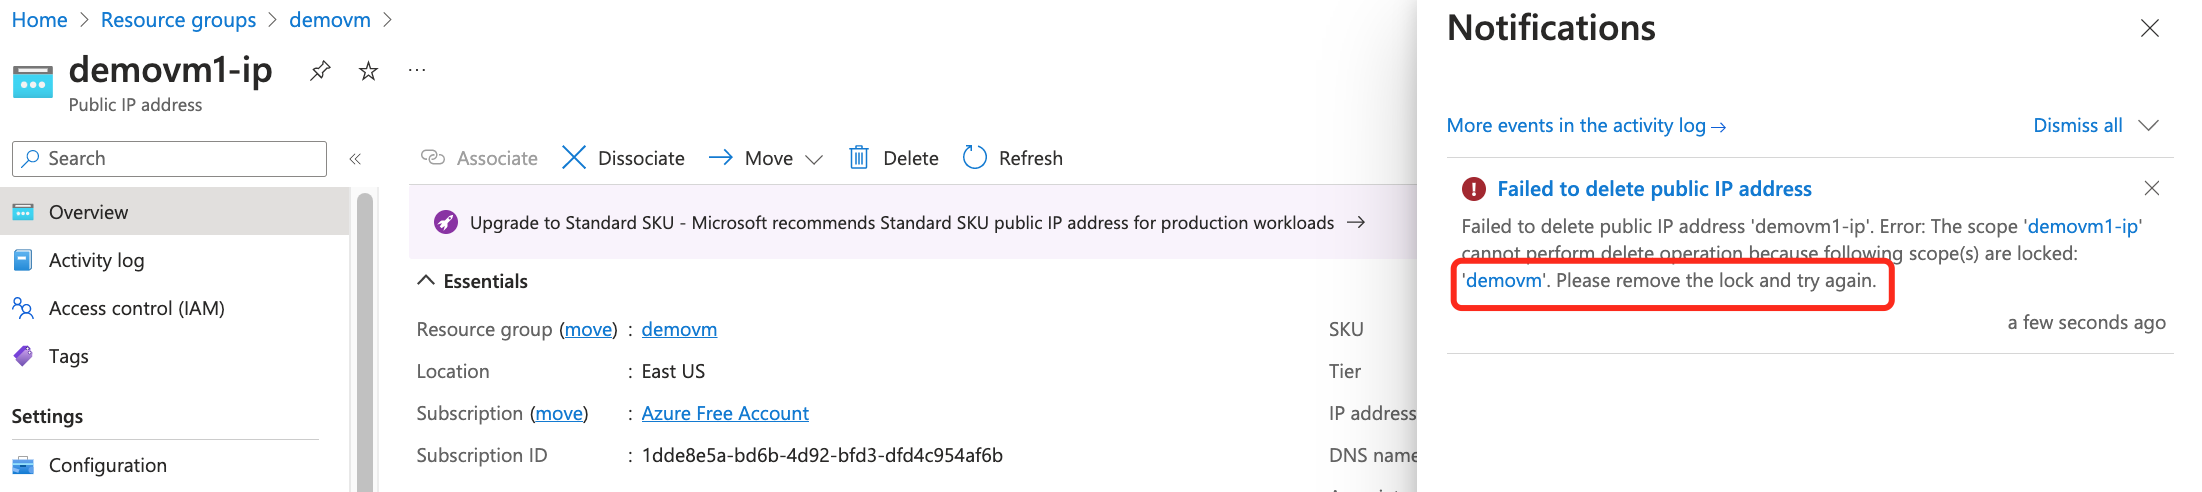 Home > Resource groups > demovm >
demovm1-ip
Public IP address
Search
Overview
Activity log
Access control (IAM)
Tags
Settings
Configuration
Associate Dissociate Move Delete Refresh
Upgrade to Standard SKU - Microsoft recommends Standard SKU public IP address for production workloads →
Essentials
Resource group (move) : demovm
Location : East US
Subscription (move) : Azure Free Account
Subscription ID : 1dde8e5a-bd6b-4d92-bfd3-dfd4c954af6b
SKU
Tier
IP address
DNS name
Notifications
More events in the activity log →
Dismiss all
Failed to delete public IP address
Failed to delete public IP address 'demovm1-ip'. Error: The scope 'demovm1-ip'
cannot perform delete operation because following scope(s) are locked:
'demovm'. Please remove the lock and try again.
a few seconds ago